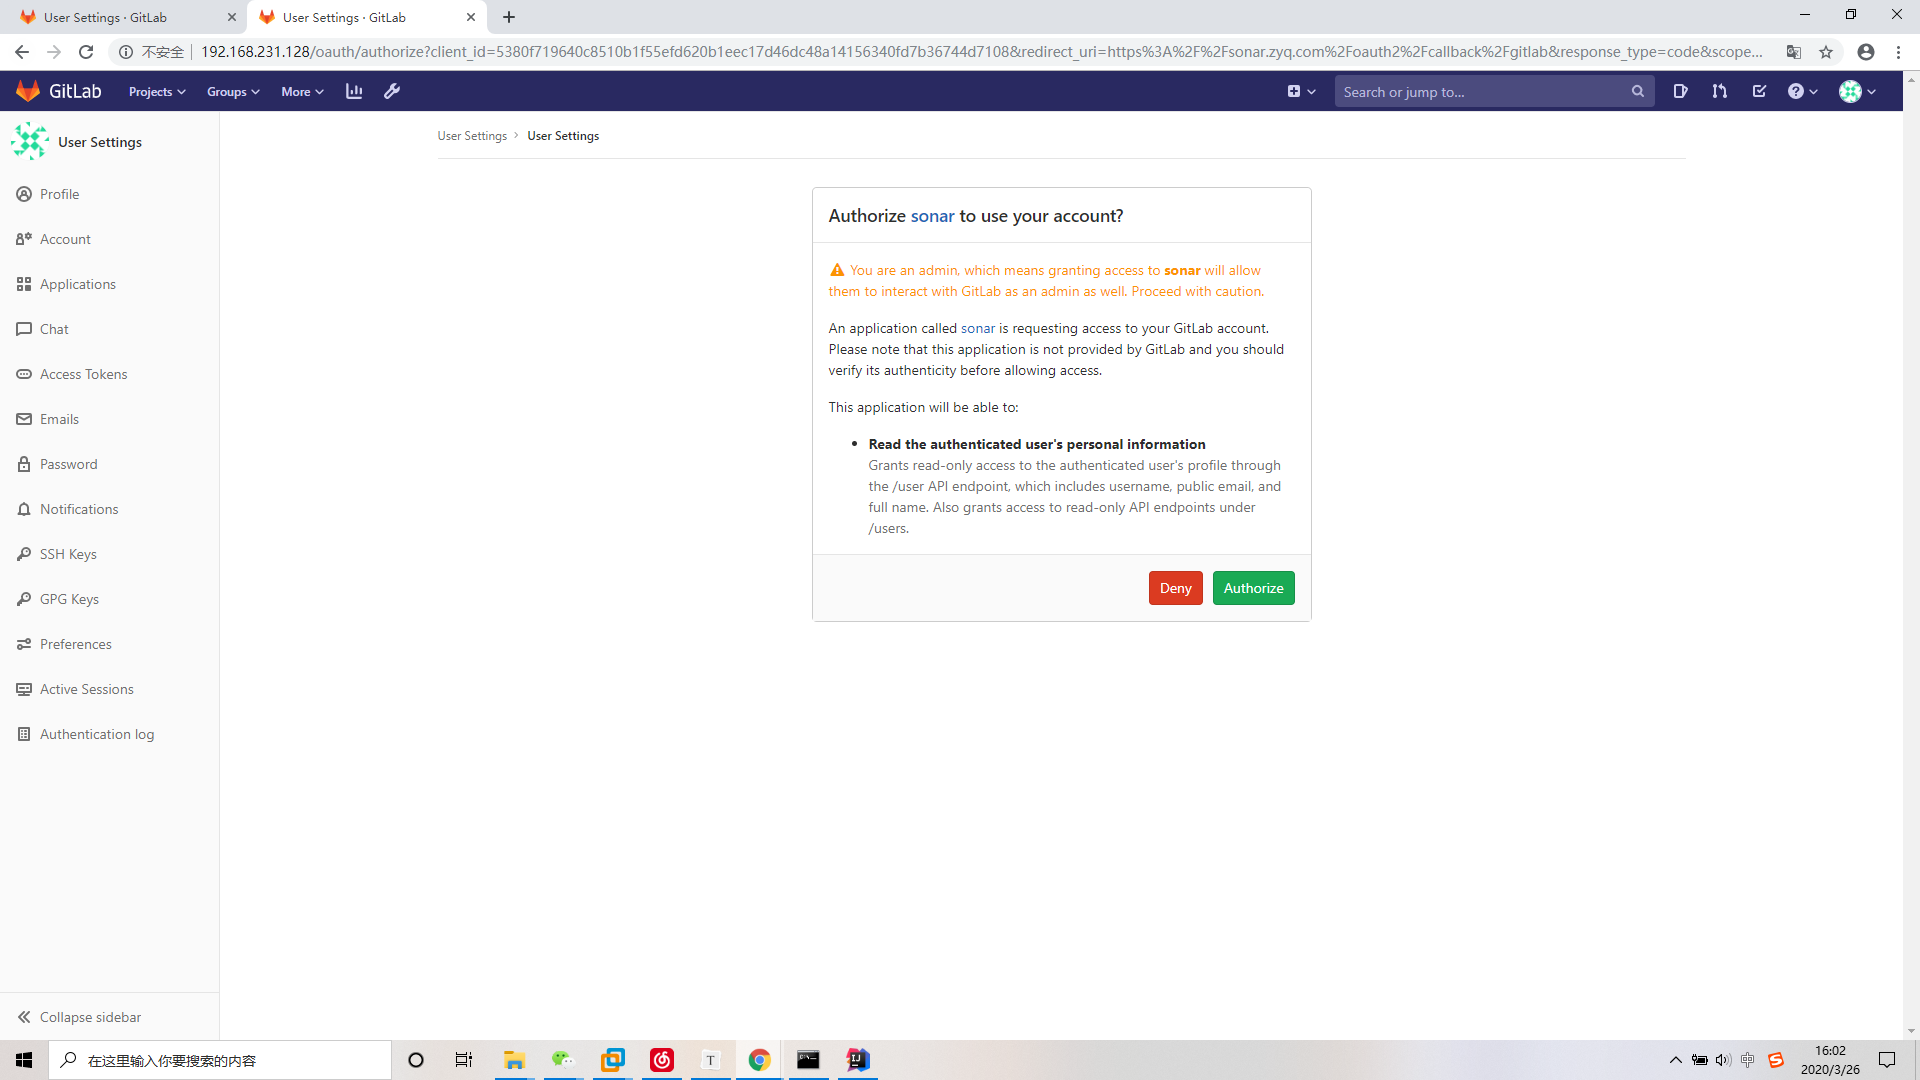 User Settings · GitLab
User Settings · GitLab
不安全
192.168.231.128/oauth/authorize?client_id=5380f719640c8510b1f55efd620b1eec17d46dc48a14156340fd7b36744d7108&redirect_uri=https%3A%2F%2Fsonar.zyq.com%2Foauth2%2Fcallback%2Fgitlab&response_type=code&scope...
GitLab
Projects
Groups
More
Search or jump to...
User Settings
Profile
Account
Applications
Chat
Access Tokens
Emails
Password
Notifications
SSH Keys
GPG Keys
Preferences
Active Sessions
Authentication log
Collapse sidebar
User Settings > User Settings
Authorize sonar to use your account?
You are an admin, which means granting access to sonar will allow
them to interact with GitLab as an admin as well. Proceed with caution.
An application called sonar is requesting access to your GitLab account.
Please note that this application is not provided by GitLab and you should
verify its authenticity before allowing access.
This application will be able to:
• Read the authenticated user's personal information
Grants read-only access to the authenticated user's profile through
the /user API endpoint, which includes username, public email, and
full name. Also grants access to read-only API endpoints under
/users.
Deny
Authorize
在这里输入你要搜索的内容
T
IJ
中
S
16:02
2020/3/26